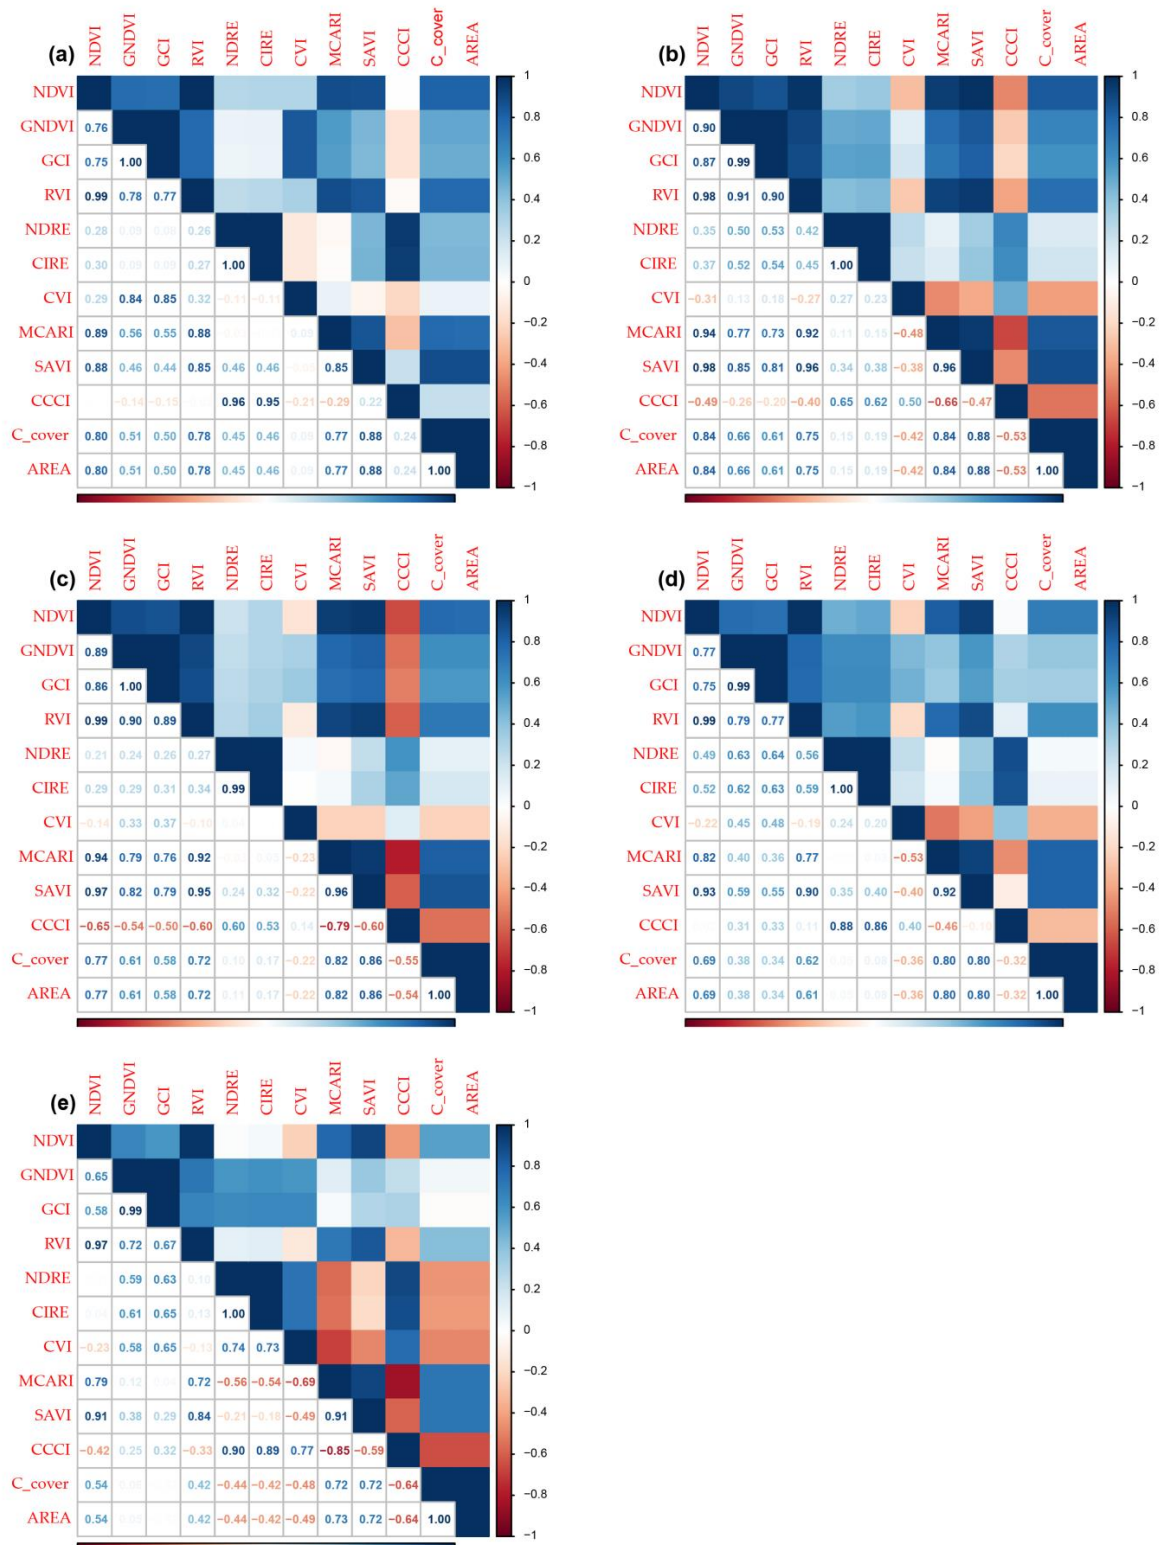 (a) NDVI GNDVI GCI RVI NDRE CIRE CVI MCARI SAVI CCCI C_cover AREA
NDVI
GNDVI 0.76
GCI 0.75 1.00
RVI 0.99 0.78 0.77
NDRE 0.28 0.09 0.08 0.26
CIRE 0.30 0.09 0.09 0.27 1.00
CVI 0.29 0.84 0.85 0.32 −0.11 −0.11
MCARI 0.89 0.56 0.55 0.88 0.09
SAVI 0.88 0.46 0.44 0.85 0.46 0.46 0.85
CCCI −0.14 −0.15 0.96 0.95 −0.21 −0.29 0.22
C_cover 0.80 0.51 0.50 0.78 0.45 0.46 0.09 0.77 0.88 0.24
AREA 0.80 0.51 0.50 0.78 0.45 0.46 0.09 0.77 0.88 0.24 1.00
1
0.8
0.6
0.4
0.2
0
−0.2
−0.4
−0.6
−0.8
−1
(b) NDVI GNDVI GCI RVI NDRE CIRE CVI MCARI SAVI CCCI C_cover AREA
NDVI
GNDVI 0.90
GCI 0.87 0.99
RVI 0.98 0.91 0.90
NDRE 0.35 0.50 0.53 0.42
CIRE 0.37 0.52 0.54 0.45 1.00
CVI −0.31 0.13 0.18 −0.27 0.27 0.23
MCARI 0.94 0.77 0.73 0.92 0.11 0.15 −0.48
SAVI 0.98 0.85 0.81 0.96 0.34 0.38 −0.38 0.96
CCCI −0.49 −0.26 −0.20 −0.40 0.65 0.62 0.50 −0.66 −0.47
C_cover 0.84 0.66 0.61 0.75 0.15 0.19 −0.42 0.84 0.88 −0.53
AREA 0.84 0.66 0.61 0.75 0.15 0.19 −0.42 0.84 0.88 −0.53 1.00
1
0.8
0.6
0.4
0.2
0
−0.2
−0.4
−0.6
−0.8
−1
(c) NDVI GNDVI GCI RVI NDRE CIRE CVI MCARI SAVI CCCI C_cover AREA
NDVI
GNDVI 0.89
GCI 0.86 1.00
RVI 0.99 0.90 0.89
NDRE 0.21 0.24 0.26 0.27
CIRE 0.29 0.29 0.31 0.34 0.99
CVI −0.14 0.33 0.37 −0.10
MCARI 0.94 0.79 0.76 0.92 −0.23
SAVI 0.97 0.82 0.79 0.95 0.24 0.32 −0.22 0.96
CCCI −0.65 −0.54 −0.50 −0.60 0.60 0.53 0.14 −0.79 −0.60
C_cover 0.77 0.61 0.58 0.72 0.10 0.17 −0.22 0.82 0.86 −0.55
AREA 0.77 0.61 0.58 0.72 0.11 0.17 −0.22 0.82 0.86 −0.54 1.00
1
0.8
0.6
0.4
0.2
0
−0.2
−0.4
−0.6
−0.8
−1
(d) NDVI GNDVI GCI RVI NDRE CIRE CVI MCARI SAVI CCCI C_cover AREA
NDVI
GNDVI 0.77
GCI 0.75 0.99
RVI 0.99 0.79 0.77
NDRE 0.49 0.63 0.64 0.56
CIRE 0.52 0.62 0.63 0.59 1.00
CVI −0.22 0.45 0.48 −0.19 0.24 0.20
MCARI 0.82 0.40 0.36 0.77 −0.53
SAVI 0.93 0.59 0.55 0.90 0.35 0.40 −0.40 0.92
CCCI 0.31 0.33 0.11 0.88 0.86 0.40 −0.46 −0.10
C_cover 0.69 0.38 0.34 0.62 0.08 −0.36 0.80 0.80 −0.32
AREA 0.69 0.38 0.34 0.61 0.08 −0.36 0.80 0.80 −0.32 1.00
1
0.8
0.6
0.4
0.2
0
−0.2
−0.4
−0.6
−0.8
−1
(e) NDVI GNDVI GCI RVI NDRE CIRE CVI MCARI SAVI CCCI C_cover AREA
NDVI
GNDVI 0.65
GCI 0.58 0.99
RVI 0.97 0.72 0.67
NDRE 0.59 0.63 0.10
CIRE 0.61 0.65 0.13 1.00
CVI −0.23 0.58 0.65 −0.13 0.74 0.73
MCARI 0.79 0.12 0.72 −0.56 −0.54 −0.69
SAVI 0.91 0.38 0.29 0.84 −0.21 −0.18 −0.49 0.91
CCCI −0.42 0.25 0.32 −0.33 0.90 0.89 0.77 −0.85 −0.59
C_cover 0.54 0.42 −0.44 −0.42 −0.48 0.72 0.72 −0.64
AREA 0.54 0.42 −0.44 −0.42 −0.49 0.73 0.72 −0.64 1.00
1
0.8
0.6
0.4
0.2
0
−0.2
−0.4
−0.6
−0.8
−1